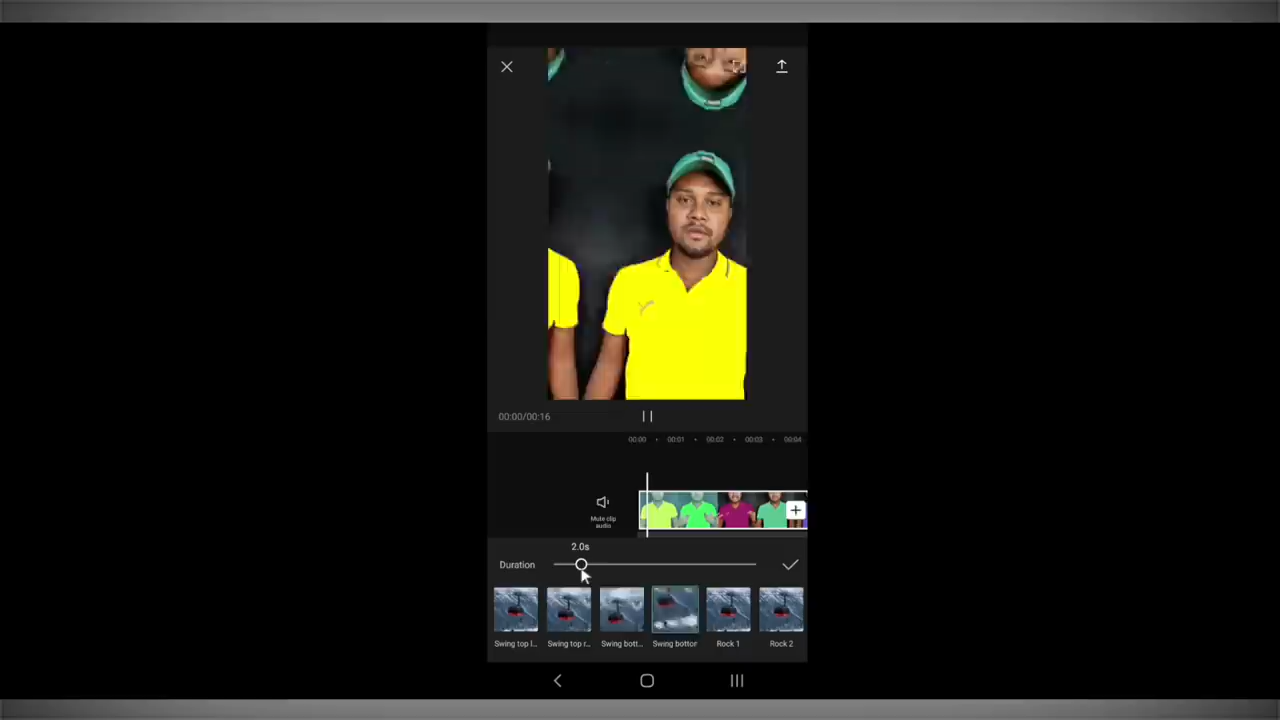 00:00/00:16
00:00 00:01 00:02 00:03 00:04
Mute clip
audio
2.0s
Duration
Swing top l... Swing top r... Swing bott... Swing bottor Rock 1 Rock 2